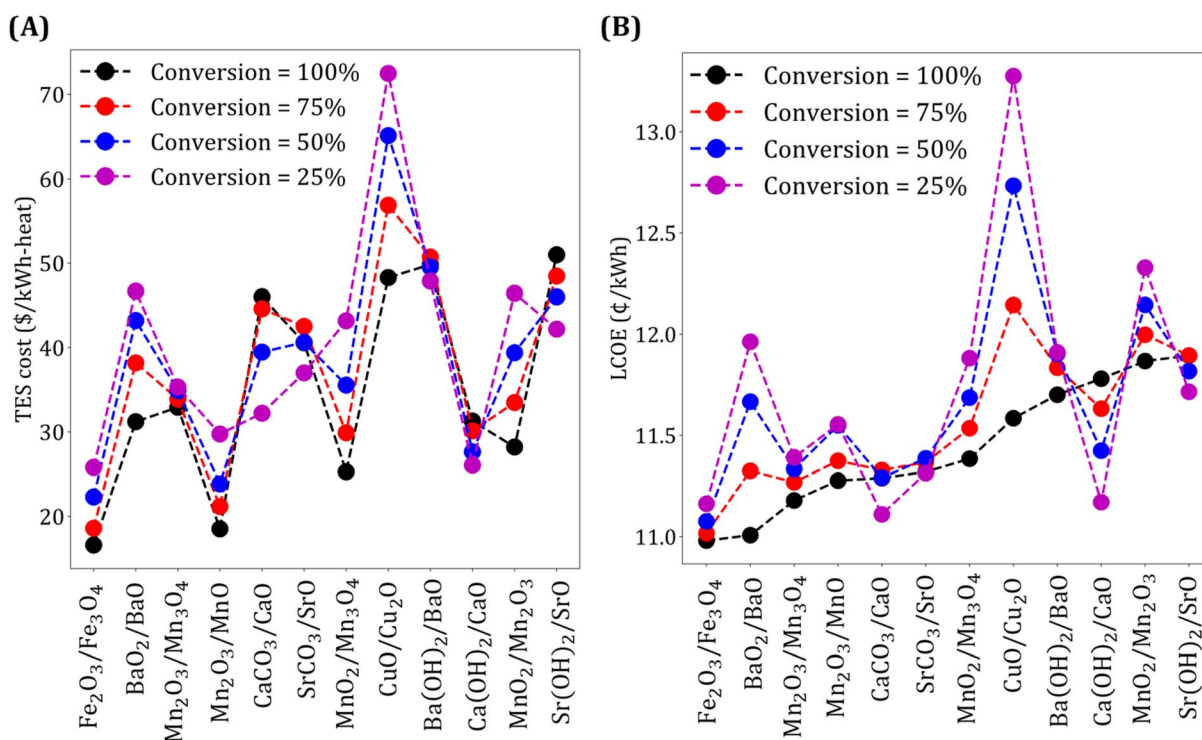 (A)
TES cost ($/kWh-heat)
70
60
50
40
30
20
Conversion = 100%
Conversion = 75%
Conversion = 50%
Conversion = 25%
Fe₂O₃/Fe₃O₄
BaO₂/BaO
Mn₂O₃/Mn₃O₄
Mn₂O₃/MnO
CaCO₃/CaO
SrCO₃/SrO
MnO₂/Mn₃O₄
CuO/Cu₂O
Ba(OH)₂/BaO
Ca(OH)₂/CaO
MnO₂/Mn₂O₃
Sr(OH)₂/SrO
(B)
LCOE (¢/kWh)
13.0
12.5
12.0
11.5
11.0
Conversion = 100%
Conversion = 75%
Conversion = 50%
Conversion = 25%
Fe₂O₃/Fe₃O₄
BaO₂/BaO
Mn₂O₃/Mn₃O₄
Mn₂O₃/MnO
CaCO₃/CaO
SrCO₃/SrO
MnO₂/Mn₃O₄
CuO/Cu₂O
Ba(OH)₂/BaO
Ca(OH)₂/CaO
MnO₂/Mn₂O₃
Sr(OH)₂/SrO